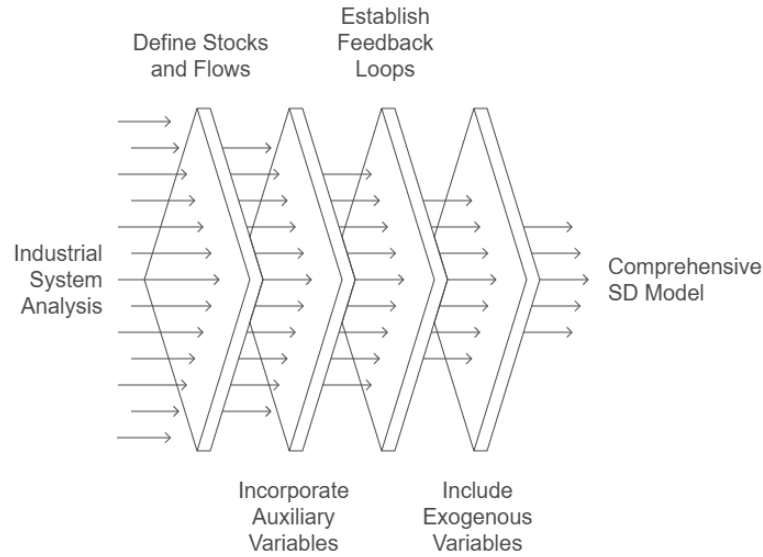 Define Stocks
and Flows
Establish
Feedback
Loops
Industrial
System
Analysis
Comprehensive
SD Model
Incorporate
Auxiliary
Variables
Include
Exogenous
Variables